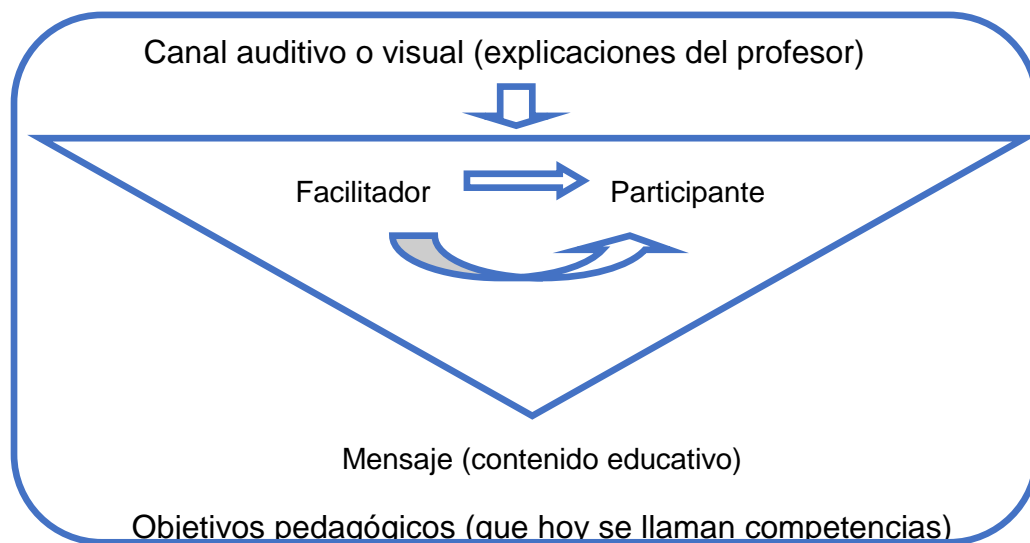 Canal auditivo o visual (explicaciones del profesor)
Facilitador Participante
Mensaje (contenido educativo)
Objetivos pedagógicos (que hoy se llaman competencias)